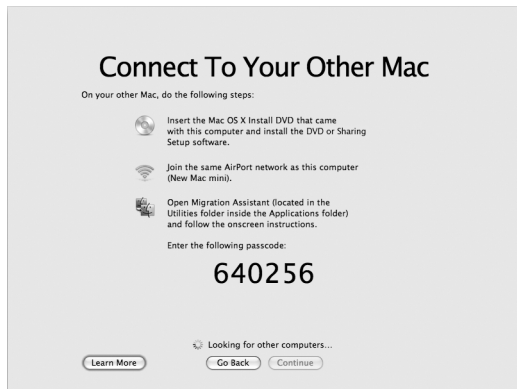 Connect To Your Other Mac
On your other Mac, do the following steps:
Insert the Mac OS X Install DVD that came
with this computer and install the DVD or Sharing
Setup software.
Join the same AirPort network as this computer
(New Mac mini).
Open Migration Assistant (located in the
Utilities folder inside the Applications folder)
and follow the onscreen instructions.
Enter the following passcode:
640256
Looking for other computers...
Learn More
Go Back
Continue